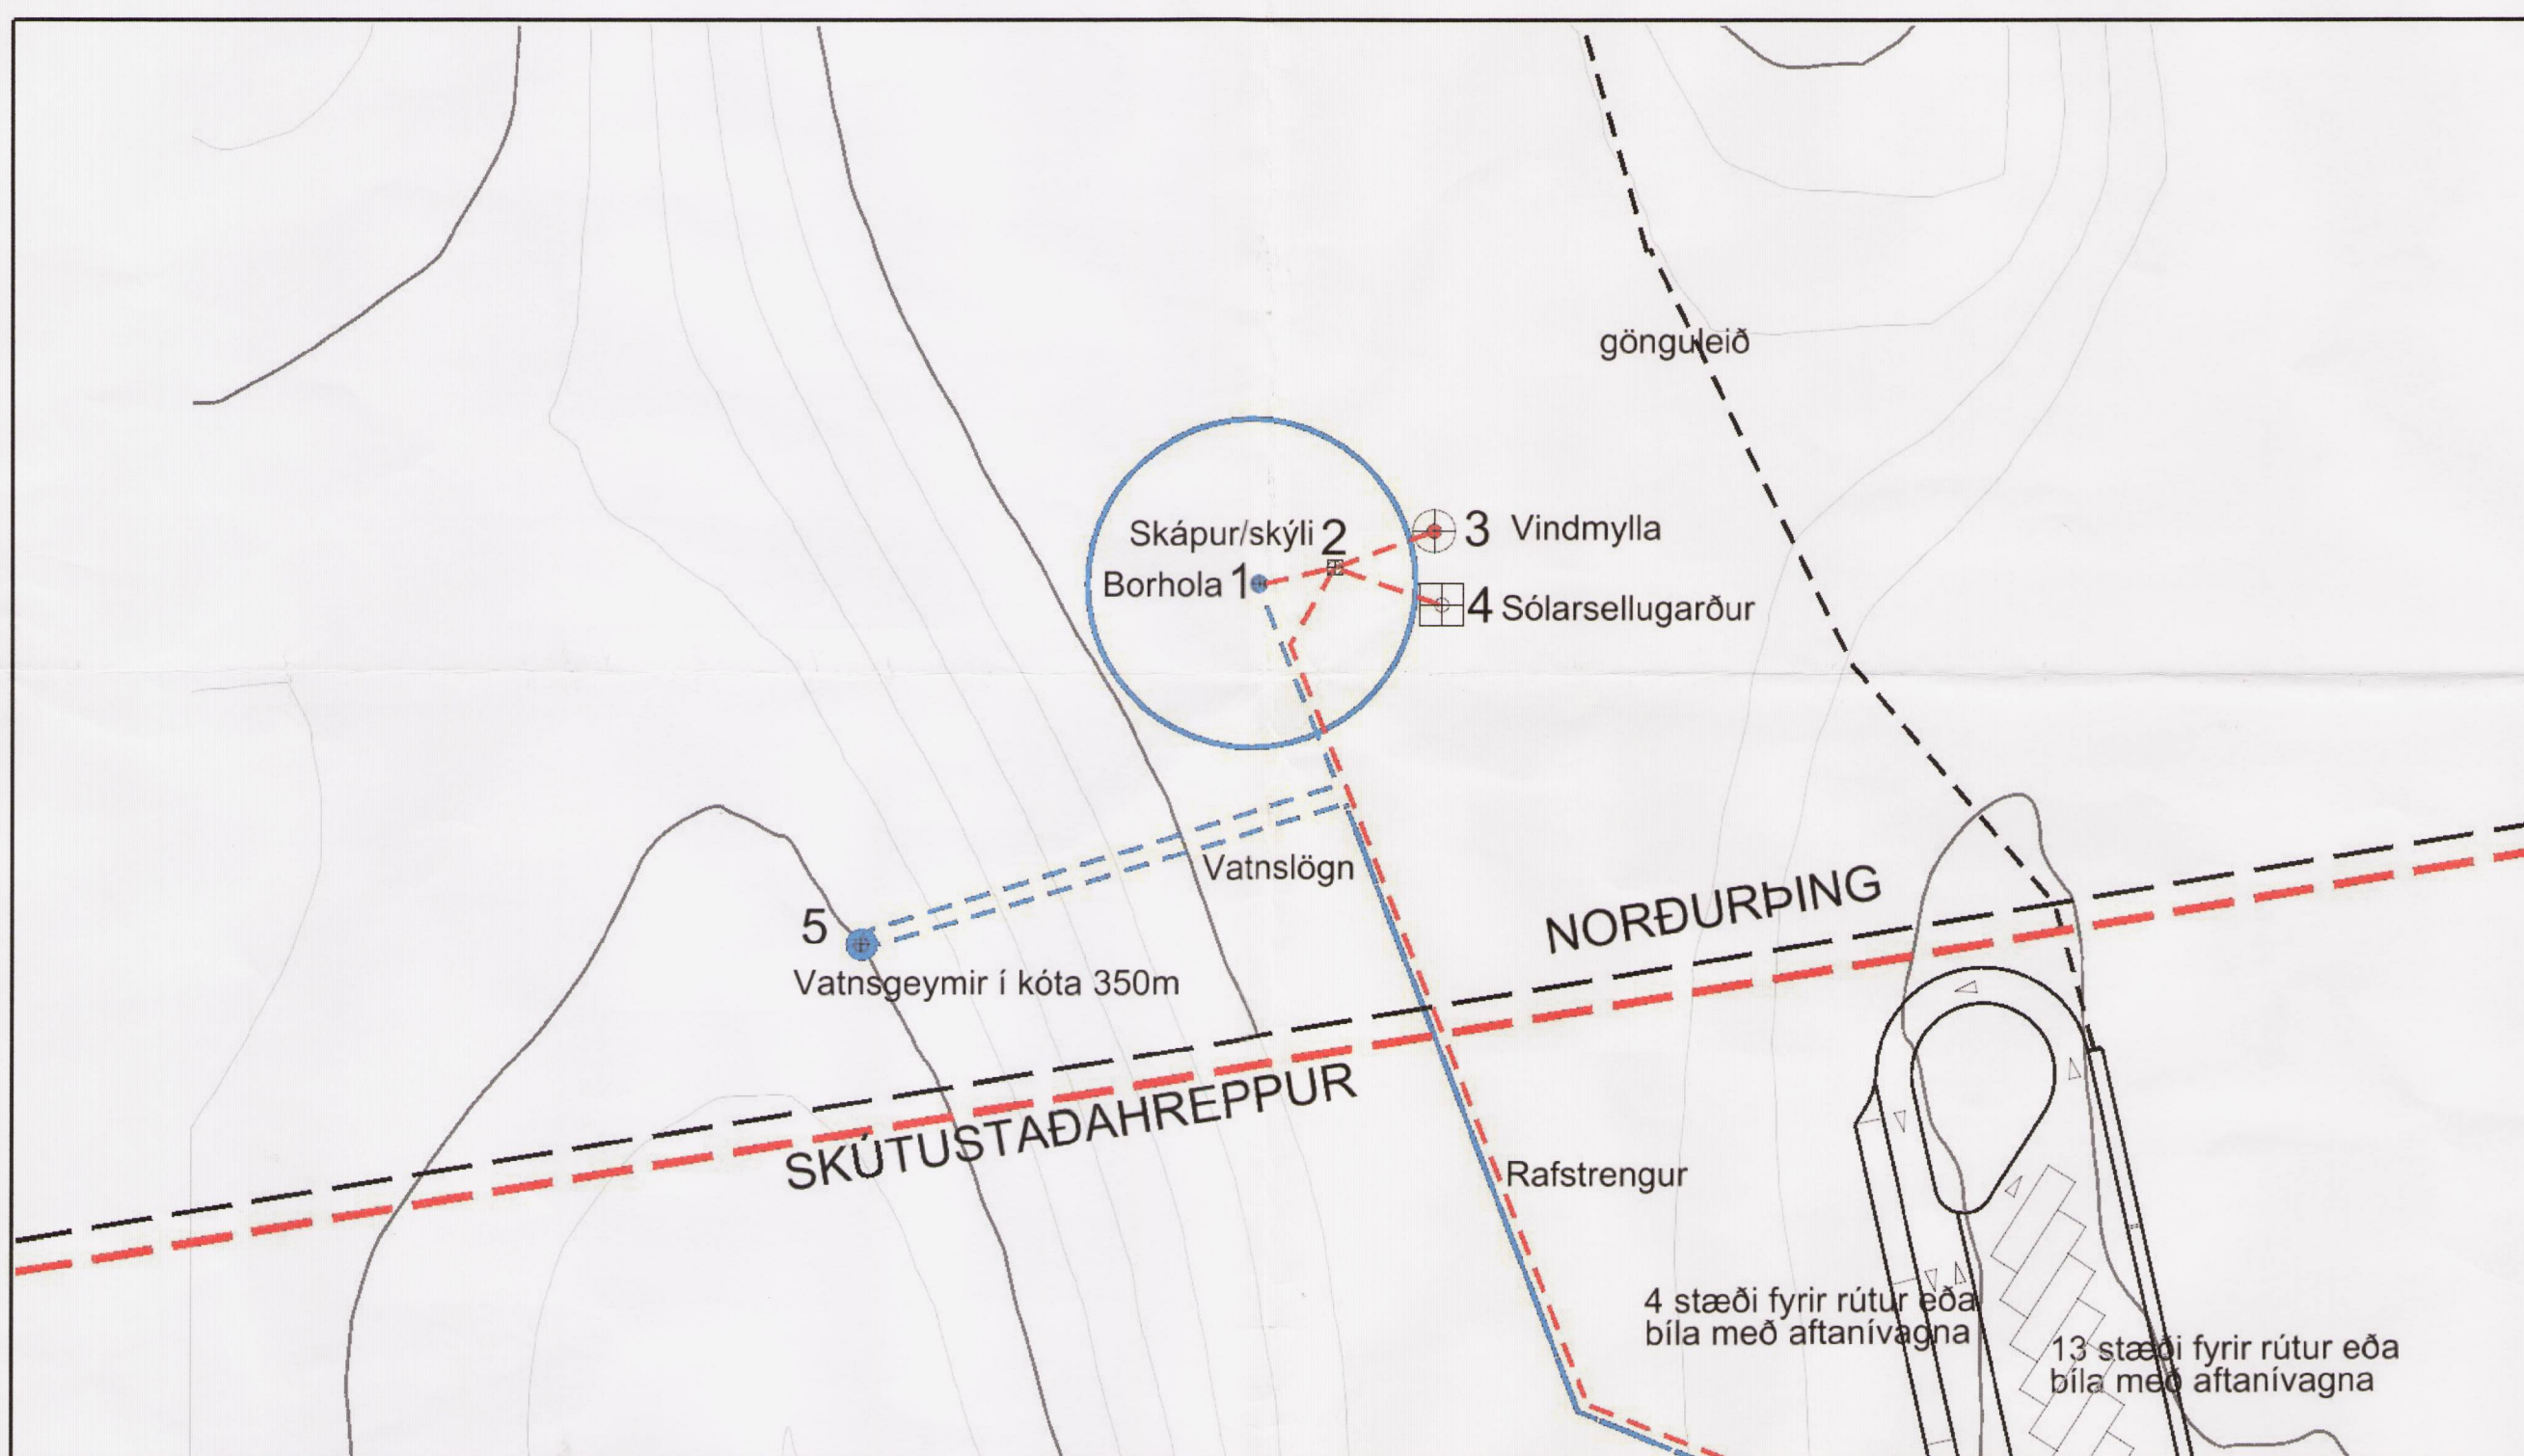 gönguleið
Skápur/skýli 2
3 Vindmylla
Borhola 1
4 Sólarsellugarður
Vatnslögn
NORÐURÞING
5
Vatnsgeymir í kóta 350m
SKÚTUSTAÐAHREPPUR
Rafstrengur
4 stæði fyrir rútur eða
bíla með aftanívagna
13 stæði fyrir rútur eða
bíla með aftanívagna